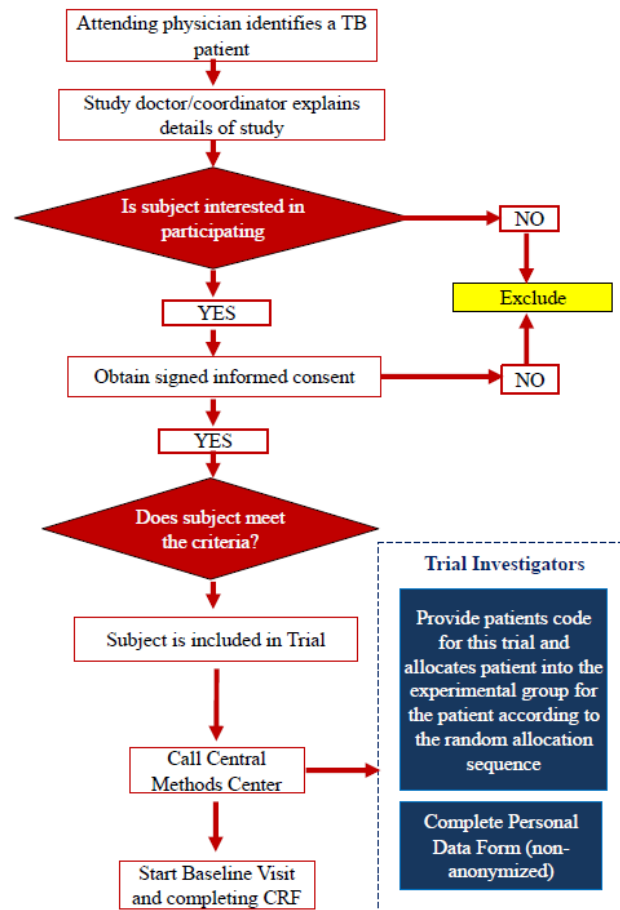 Attending physician identifies a TB
patient
Study doctor/coordinator explains
details of study
Is subject interested in
participating
NO
Exclude
YES
Obtain signed informed consent
NO
YES
Does subject meet
the criteria?
Trial Investigators
Provide patients code
for this trial and
allocates patient into the
experimental group for
the patient according to
the random allocation
sequence
Subject is included in Trial
Call Central
Methods Center
Complete Personal
Data Form (non-
anonymized)
Start Baseline Visit
and completing CRF